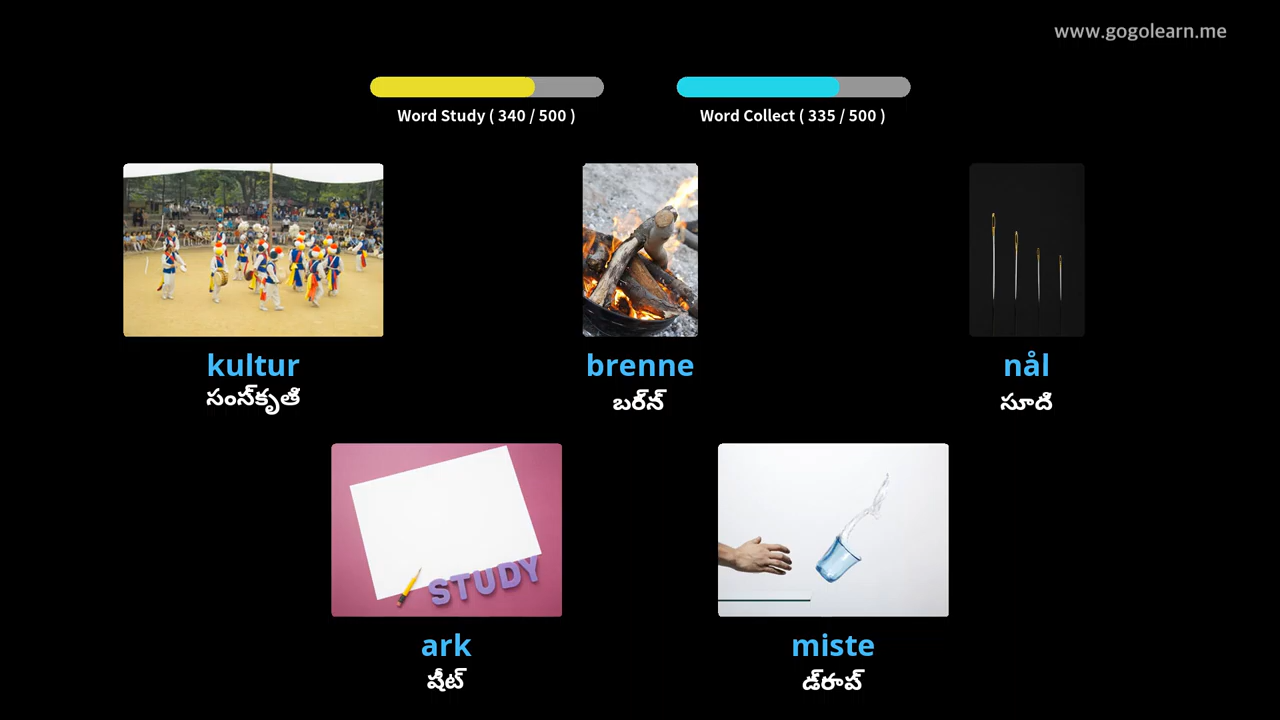 www.gogolearn.me
Word Study ( 340 / 500 )
Word Collect ( 335 / 500 )
kultur
సంస్కృతి
brenne
బర్న్
nål
సూది
STUDY
ark
షీట్
miste
డ్రాప్